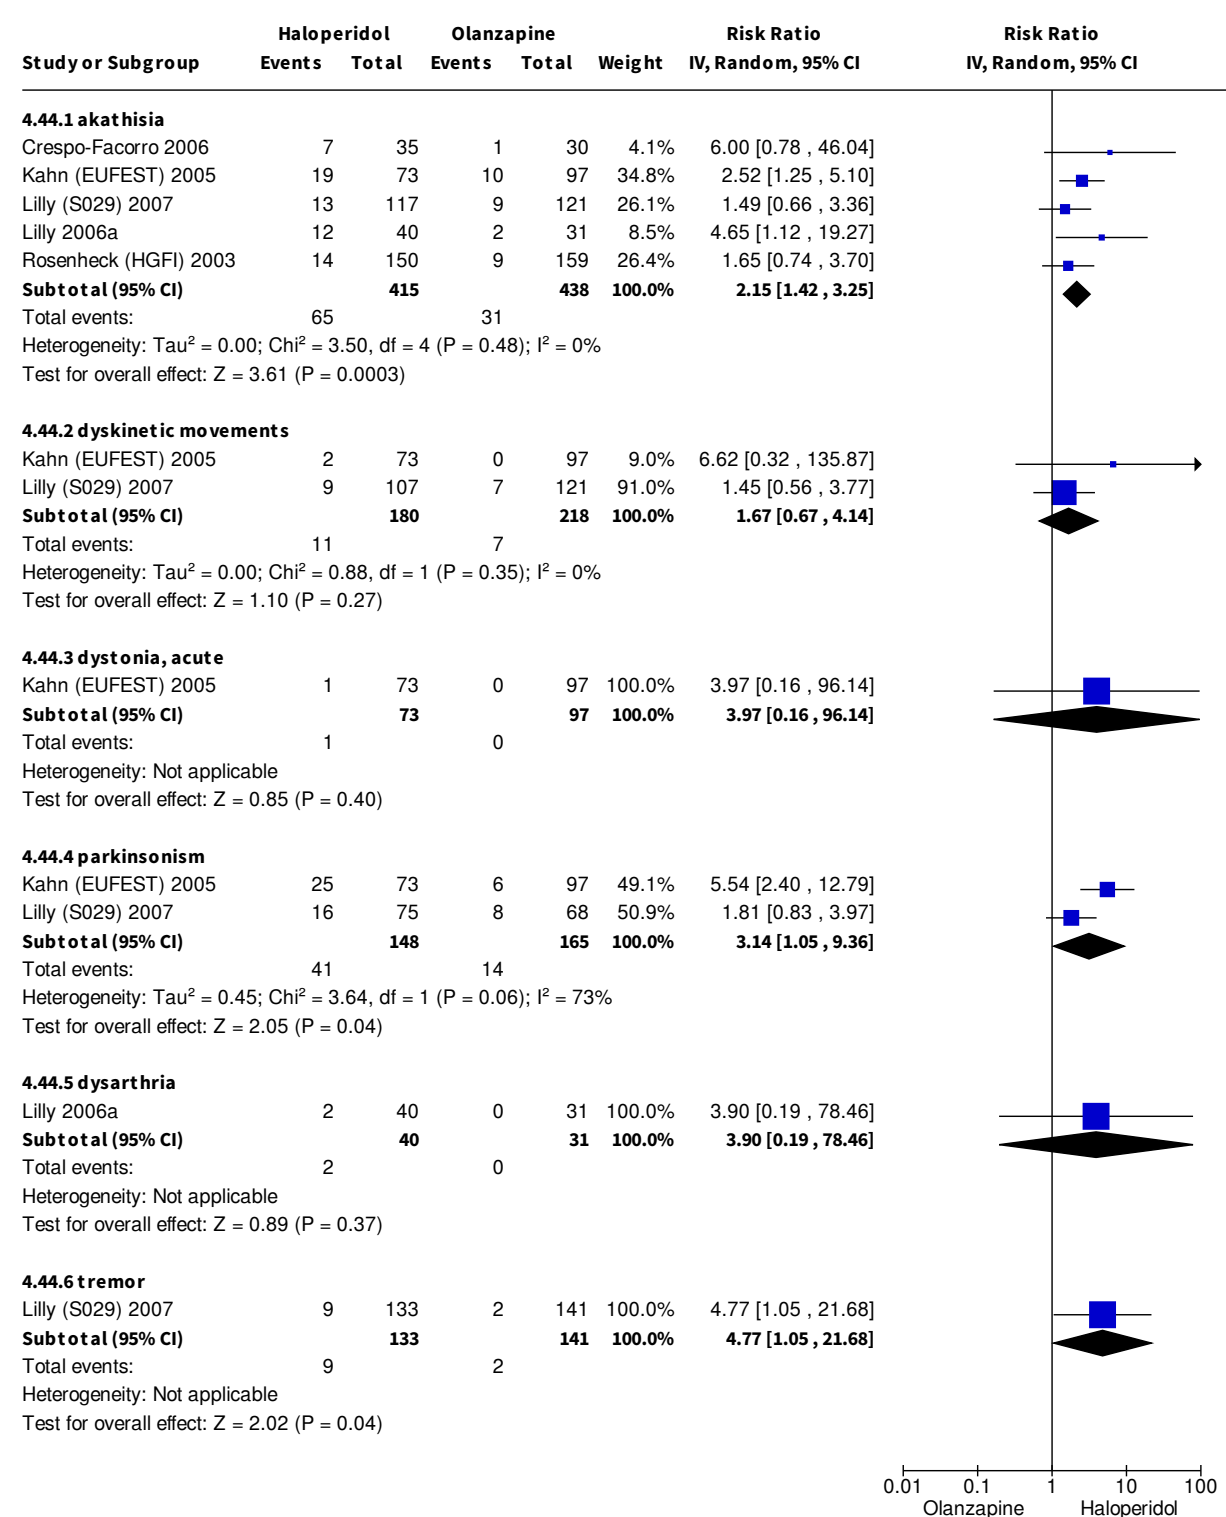 Haloperidol Olanzapine Risk Ratio Risk Ratio
Study or Subgroup Events Total Events Total Weight IV, Random, 95% CI IV, Random, 95% CI
4.44.1 akathisia
Crespo-Facorro 2006 7 35 1 30 4.1% 6.00 [0.78 , 46.04]
Kahn (EUFEST) 2005 19 73 10 97 34.8% 2.52 [1.25 , 5.10]
Lilly (S029) 2007 13 117 9 121 26.1% 1.49 [0.66 , 3.36]
Lilly 2006a 12 40 2 31 8.5% 4.65 [1.12 , 19.27]
Rosenheck (HGFI) 2003 14 150 9 159 26.4% 1.65 [0.74 , 3.70]
Subtotal (95% CI) 415 438 100.0% 2.15 [1.42 , 3.25]
Total events: 65 31
Heterogeneity: Tau² = 0.00; Chi² = 3.50, df = 4 (P = 0.48); I² = 0%
Test for overall effect: Z = 3.61 (P = 0.0003)
4.44.2 dyskinetic movements
Kahn (EUFEST) 2005 2 73 0 97 9.0% 6.62 [0.32 , 135.87]
Lilly (S029) 2007 9 107 7 121 91.0% 1.45 [0.56 , 3.77]
Subtotal (95% CI) 180 218 100.0% 1.67 [0.67 , 4.14]
Total events: 11 7
Heterogeneity: Tau² = 0.00; Chi² = 0.88, df = 1 (P = 0.35); I² = 0%
Test for overall effect: Z = 1.10 (P = 0.27)
4.44.3 dystonia, acute
Kahn (EUFEST) 2005 1 73 0 97 100.0% 3.97 [0.16 , 96.14]
Subtotal (95% CI) 73 97 100.0% 3.97 [0.16 , 96.14]
Total events: 1 0
Heterogeneity: Not applicable
Test for overall effect: Z = 0.85 (P = 0.40)
4.44.4 parkinsonism
Kahn (EUFEST) 2005 25 73 6 97 49.1% 5.54 [2.40 , 12.79]
Lilly (S029) 2007 16 75 8 68 50.9% 1.81 [0.83 , 3.97]
Subtotal (95% CI) 148 165 100.0% 3.14 [1.05 , 9.36]
Total events: 41 14
Heterogeneity: Tau² = 0.45; Chi² = 3.64, df = 1 (P = 0.06); I² = 73%
Test for overall effect: Z = 2.05 (P = 0.04)
4.44.5 dysarthria
Lilly 2006a 2 40 0 31 100.0% 3.90 [0.19 , 78.46]
Subtotal (95% CI) 40 31 100.0% 3.90 [0.19 , 78.46]
Total events: 2 0
Heterogeneity: Not applicable
Test for overall effect: Z = 0.89 (P = 0.37)
4.44.6 tremor
Lilly (S029) 2007 9 133 2 141 100.0% 4.77 [1.05 , 21.68]
Subtotal (95% CI) 133 141 100.0% 4.77 [1.05 , 21.68]
Total events: 9 2
Heterogeneity: Not applicable
Test for overall effect: Z = 2.02 (P = 0.04)
0.01 0.1 1 10 100
Olanzapine Haloperidol